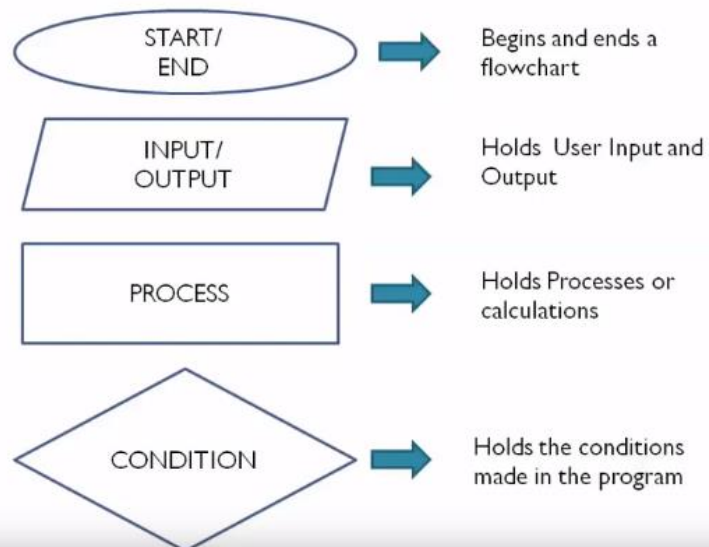 START/
END
Begins and ends a
flowchart
INPUT/
OUTPUT
Holds User Input and
Output
PROCESS
Holds Processes or
calculations
CONDITION
Holds the conditions
made in the program